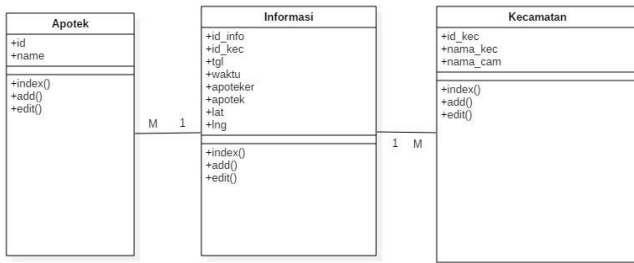 Apotek
+id
+name
+index()
+add()
+edit()
M 1
Informasi
+id_info
+id_kec
+tgl
+waktu
+apoteker
+apotek
+lat
+lng
+index()
+add()
+edit()
1 M
Kecamatan
+id_kec
+nama_kec
+nama_cam
+index()
+add()
+edit()